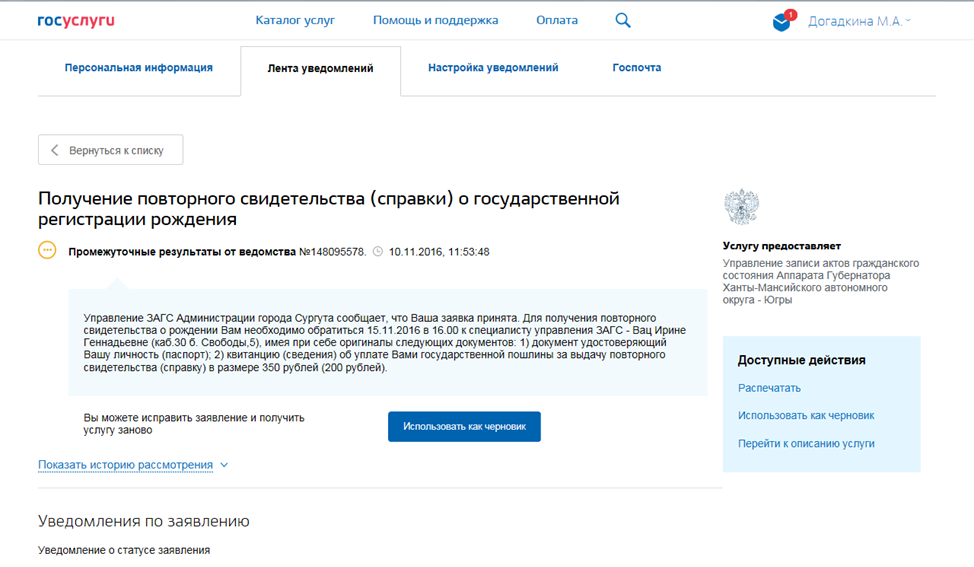 госуслуги
Каталог услуг
Помощь и поддержка
Оплата
1
Догадкина М.А.
Персональная информация
Лента уведомлений
Настройка уведомлений
Госпочта
Вернуться к списку
Получение повторного свидетельства (справки) о государственной
регистрации рождения
Промежуточные результаты от ведомства №148095578. 10.11.2016, 11:53:48
Управление ЗАГС Администрации города Сургута сообщает, что Ваша заявка принята. Для получения повторного
свидетельства о рождении Вам необходимо обратиться 15.11.2016 в 16.00 к специалисту управления ЗАГС - Вац Ирине
Геннадьевне (каб.30 б. Свободы,5), имея при себе оригиналы следующих документов: 1) документ удостоверяющий
Вашу личность (паспорт); 2) квитанцию (сведения) об уплате Вами государственной пошлины за выдачу повторного
свидетельства (справку) в размере 350 рублей (200 рублей).
Вы можете исправить заявление и получить
услугу заново
Использовать как черновик
Показать историю рассмотрения
Уведомления по заявлению
Уведомление о статусе заявления
Услугу предоставляет
Управление записи актов гражданского
состояния Аппарата Губернатора
Ханты-Мансийского автономного
округа - Югры
Доступные действия
Распечатать
Использовать как черновик
Перейти к описанию услуги